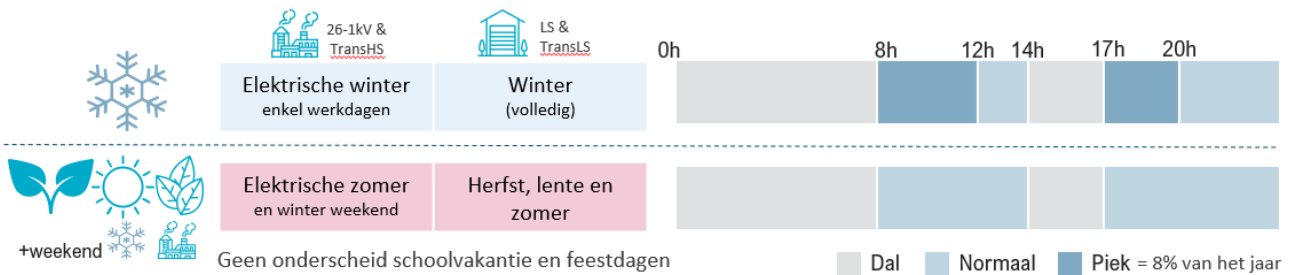 26-1kV &
TransHS
LS &
TransLS
0h 8h 12h 14h 17h 20h
Elektrische winter
enkel werkdagen
Winter
(volledig)
Elektrische zomer
en winter weekend
Herfst, lente en
zomer
+weekend
Geen onderscheid schoolvakantie en feestdagen
Dal Normaal Piek = 8% van het jaar